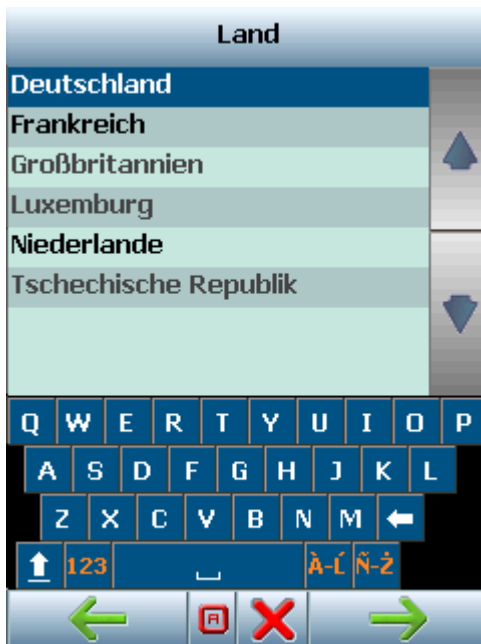 Land
Deutschland
Frankreich
Großbritannien
Luxemburg
Niederlande
Tschechische Republik
Q W E R T Y U I O P
A S D F G H J K L
Z X C V B N M
123 À-Ĺ Ñ-Ż
A